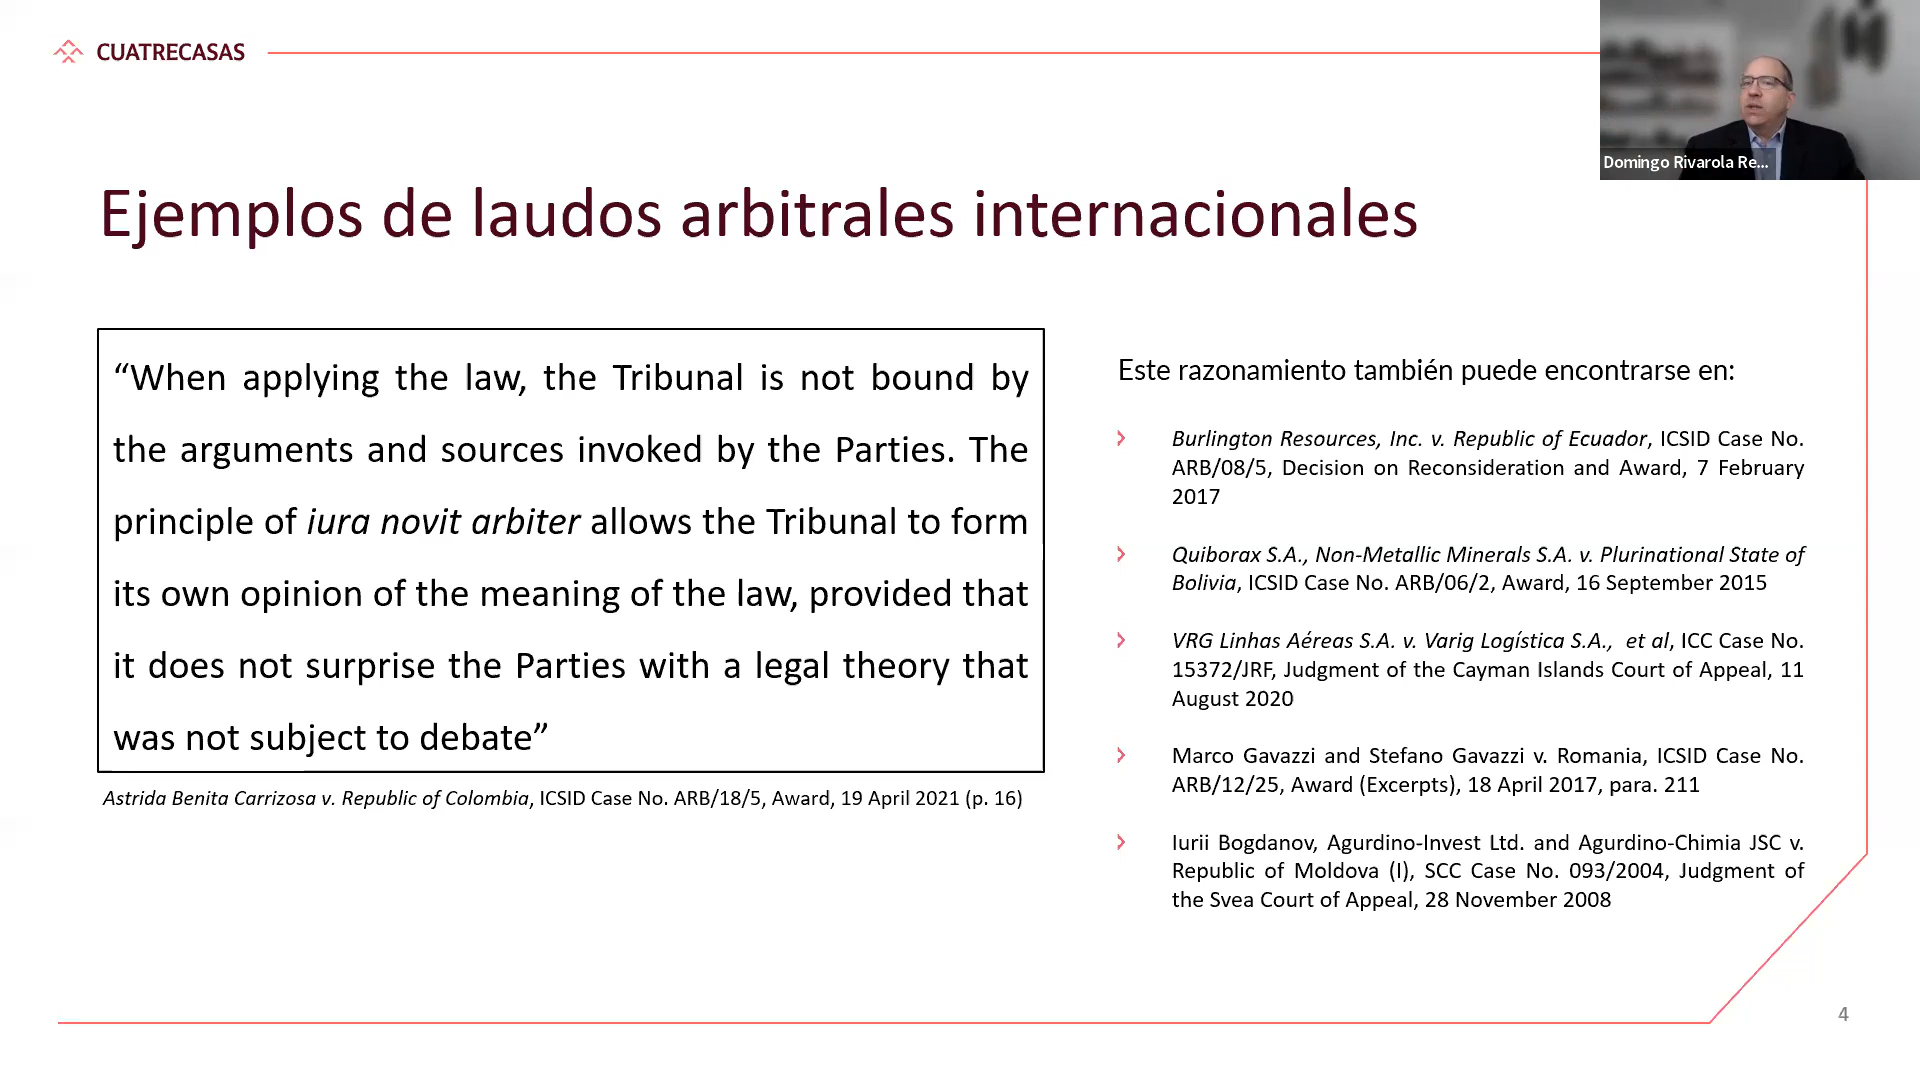 CUATRECASAS
Domingo Rivarola Re...
Ejemplos de laudos arbitrales internacionales
“When applying the law, the Tribunal is not bound by
the arguments and sources invoked by the Parties. The
principle of iura novit arbiter allows the Tribunal to form
its own opinion of the meaning of the law, provided that
it does not surprise the Parties with a legal theory that
was not subject to debate”
Astrida Benita Carrizosa v. Republic of Colombia, ICSID Case No. ARB/18/5, Award, 19 April 2021 (p. 16)
Este razonamiento también puede encontrarse en:
Burlington Resources, Inc. v. Republic of Ecuador, ICSID Case No.
ARB/08/5, Decision on Reconsideration and Award, 7 February
2017
Quiborax S.A., Non-Metallic Minerals S.A. v. Plurinational State of
Bolivia, ICSID Case No. ARB/06/2, Award, 16 September 2015
VRG Linhas Aéreas S.A. v. Varig Logística S.A., et al, ICC Case No.
15372/JRF, Judgment of the Cayman Islands Court of Appeal, 11
August 2020
Marco Gavazzi and Stefano Gavazzi v. Romania, ICSID Case No.
ARB/12/25, Award (Excerpts), 18 April 2017, para. 211
Iurii Bogdanov, Agurdino-Invest Ltd. and Agurdino-Chimia JSC v.
Republic of Moldova (I), SCC Case No. 093/2004, Judgment of
the Svea Court of Appeal, 28 November 2008
4